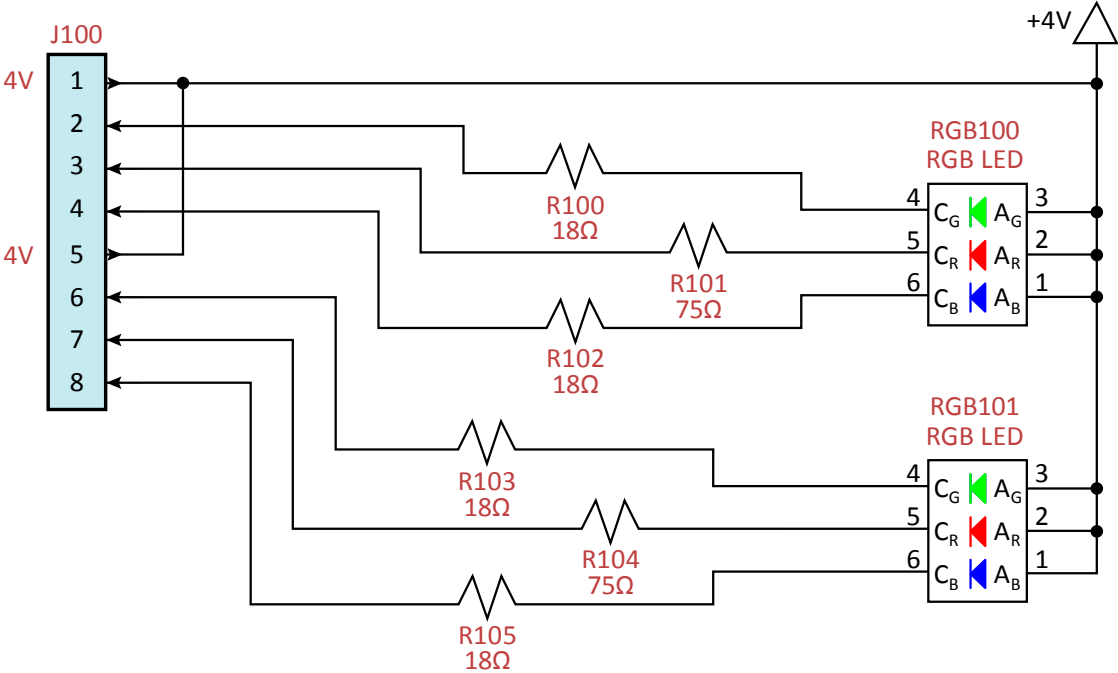 +4V
J100
4V 1
2
3
4
4V 5
6
7
8
R100
18Ω
R101
75Ω
R102
18Ω
RGB100
RGB LED
4 CG AG 3
5 CR AR 2
6 CB AB 1
R103
18Ω
R104
75Ω
R105
18Ω
RGB101
RGB LED
4 CG AG 3
5 CR AR 2
6 CB AB 1